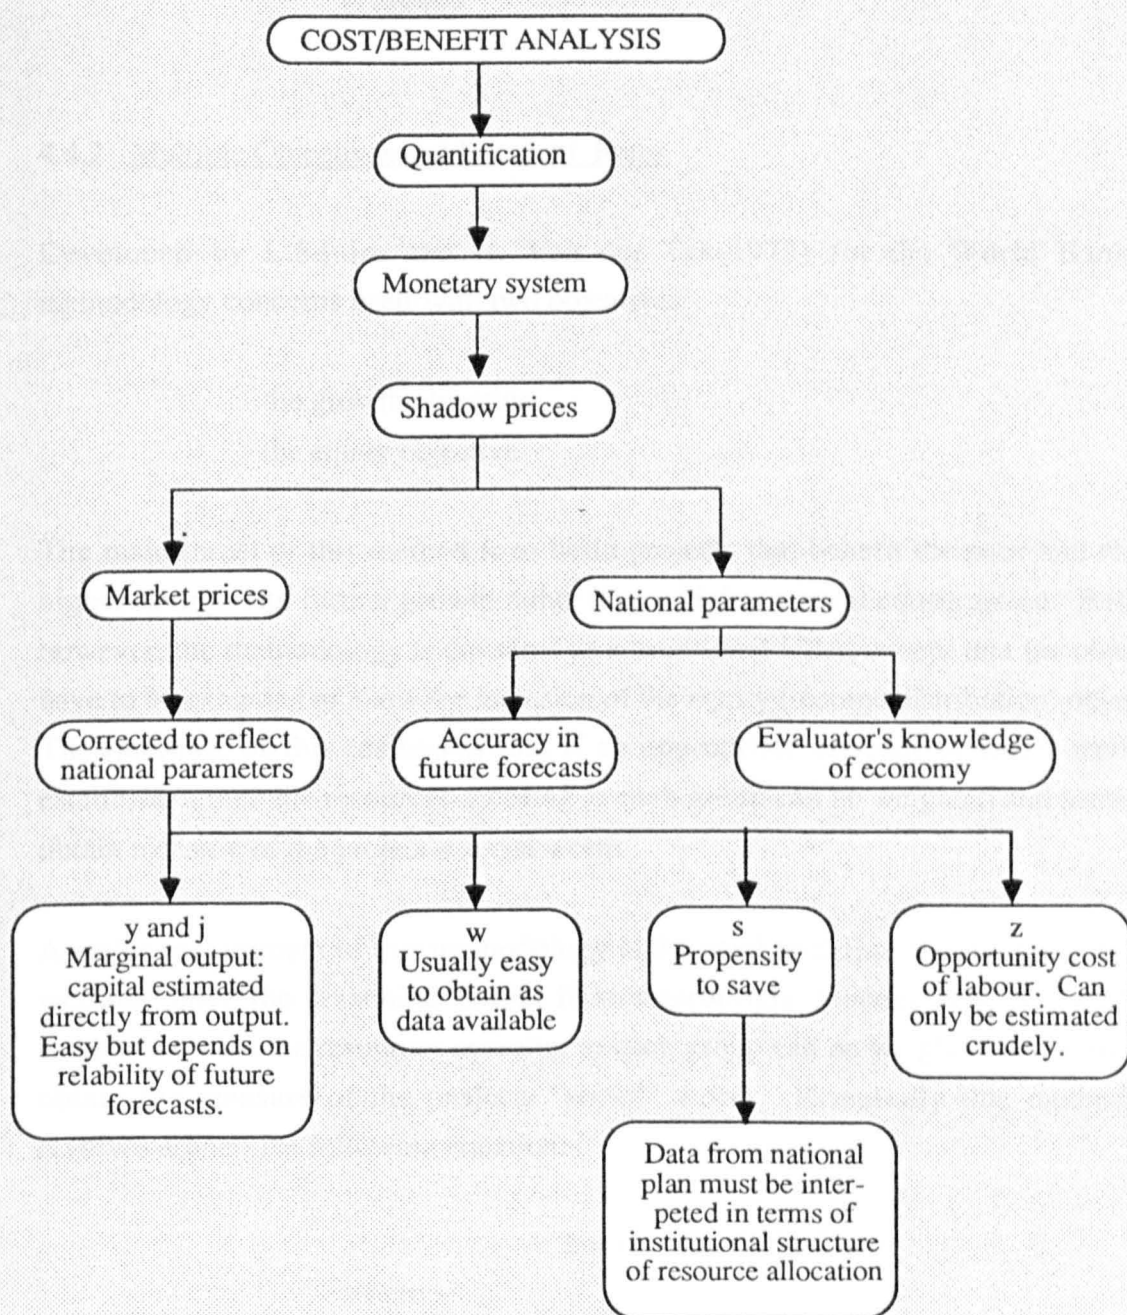 COST/BENEFIT ANALYSIS
Quantification
Monetary system
Shadow prices
Market prices
National parameters
Corrected to reflect
national parameters
Accuracy in
future forecasts
Evaluator's knowledge
of economy
y and j
Marginal output:
capital estimated
directly from output.
Easy but depends on
relability of future
forecasts.
w
Usually easy
to obtain as
data available
s
Propensity
to save
z
Opportunity cost
of labour. Can
only be estimated
crudely.
Data from national
plan must be inter-
peted in terms of
institutional structure
of resource allocation